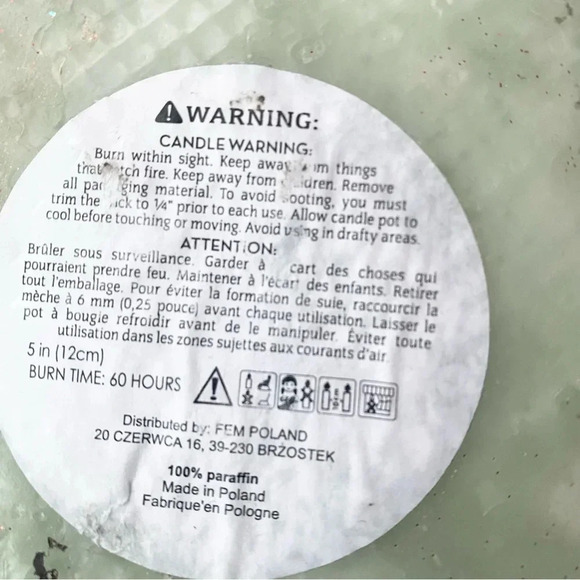 WARNING:
CANDLE WARNING:
Burn within sight. Keep away things
fire. Keep away from Remove
all material. To avoid sooting, you must
trim the to ¼" prior to each use. Allow candle pot to
cool before touching or moving. Avoid using in drafty areas.
ATTENTION:
Brûler sous surveillance. Garder à cart des choses qui
pourraient prendre feu. Maintener à l'écart des enfants. Retirer
tout l'emballage. Pour éviter la formation de suie, raccourcir la
mèche à 6 mm (0,25 pouce) avant chaque utilisation. Laisser le
pot à bougie refroidir avant de le manipuler. Éviter toute
utilisation dans les zones sujettes aux courants d'air.
5 in (12cm)
BURN TIME: 60 HOURS
Distributed by: FEM POLAND
20 CZERWCA 16, 39-230 BRZOSTEK
100% paraffin
Made in Poland
Fabrique'en Pologne